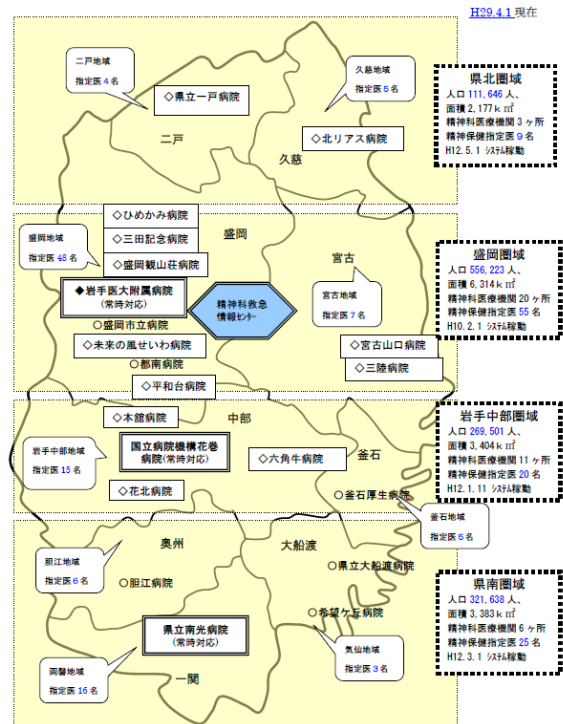 H29.4.1 現在
二戸地域
指定医４名
◇県立一戸病院
久慈地域
指定医５名
◇北リアス病院
二戸
久慈
県北圏域
人口 111,646 人、
面積 2,177ｋ㎡
精神科医療機関 3 ヶ所
精神保健指定医 9 名
H12.5.1 システム稼動
◇ひめかみ病院
◇三田記念病院
◇盛岡観山荘病院
盛岡
盛岡地域
指定医 48 名
◆岩手医大附属病院
(常時対応)
精神科救急
情報センター
宮古
宮古地域
指定医 7 名
○盛岡市立病院
◇未来の風せいわ病院
○都南病院
◇平和台病院
◇宮古山口病院
◇三陸病院
盛岡圏域
人口 556,223 人、
面積 6,314ｋ㎡
精神科医療機関 20 ヶ所
精神保健指定医 55 名
H10.2.1 システム稼動
◇本舘病院
中部
岩手中部地域
指定医 15 名
国立病院機構花巻
病院(常時対応)
◇六角牛病院
釜石
◇花北病院
○釜石厚生病院
釜石地域
指定医 5 名
岩手中部圏域
人口 269,501 人、
面積 3,404ｋ㎡
精神科医療機関 11 ヶ所
精神保健指定医 20 名
H12.1.11 システム稼動
奥州
大船渡
胆江地域
指定医 6 名
○胆江病院
○県立大船渡病院
○希望ケ丘病院
県立南光病院
(常時対応)
両磐地域
指定医 16 名
一関
気仙地域
指定医 3 名
県南圏域
人口 321,638 人、
面積 3,383ｋ㎡
精神科医療機関 6 ヶ所
精神保健指定医 25 名
H12.3.1 システム稼動